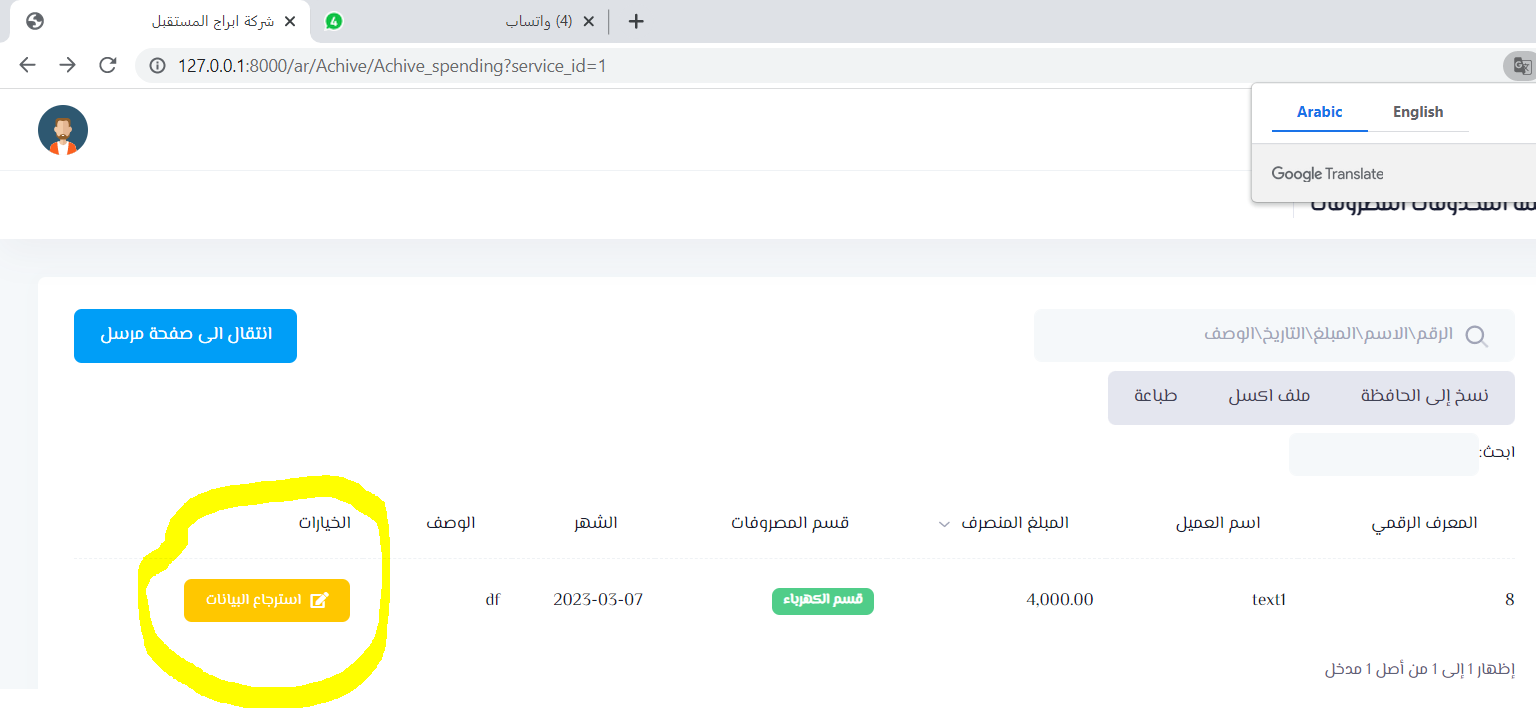 شركة ابراج المستقبل
4
(4) واتساب
127.0.0.1:8000/ar/Achive/Achive_spending?service_id=1
Arabic English
Google Translate
المحذوفات المصروفات
الرقم\الاسم\المبلغ\التاريخ\الوصف
انتقال الى صفحة مرسل
نسخ إلى الحافظة ملف اكسل طباعة
ابحث:
المعرف الرقمي اسم العميل المبلغ المنصرف قسم المصروفات الشهر الوصف الخيارات
8 text1 4,000.00 قسم الكهرباء 2023-03-07 df استرجاع البيانات
إظهار 1 إلى 1 من أصل 1 مدخل